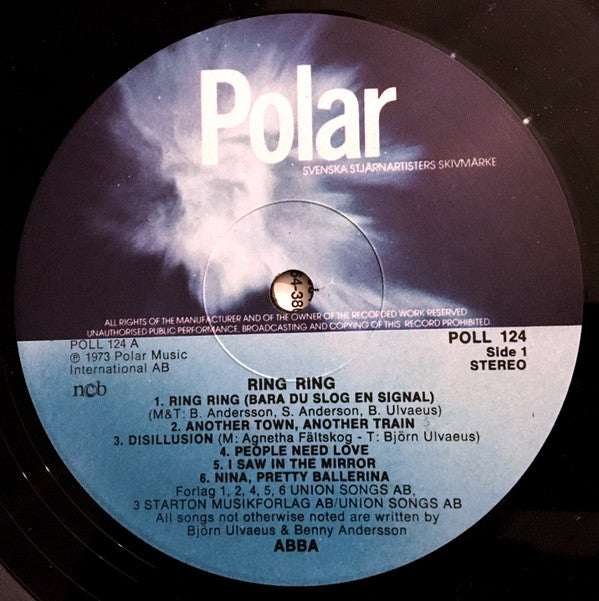 Polar
SVENSKA STJÄRNARTISTERS SKIVMÄRKE
64-38
ALL RIGHTS OF THE MANUFACTURER AND OF THE OWNER OF THE RECORDED WORK RESERVED
UNAUTHORISED PUBLIC PERFORMANCE, BROADCASTING AND COPYING OF THIS RECORD PROHIBITED
POLL 124 A
℗ 1973 Polar Music
International AB
ncb
POLL 124
Side 1
STEREO
RING RING
1. RING RING (BARA DU SLOG EN SIGNAL)
(M&T: B. Andersson, S. Anderson, B. Ulvaeus)
2. ANOTHER TOWN, ANOTHER TRAIN
3. DISILLUSION (M: Agnetha Fältskog - T: Björn Ulvaeus)
4. PEOPLE NEED LOVE
5. I SAW IN THE MIRROR
6. NINA, PRETTY BALLERINA
Forlag 1, 2, 4, 5, 6 UNION SONGS AB,
3 STARTON MUSIKFORLAG AB/UNION SONGS AB
All songs not otherwise noted are written by
Björn Ulvaeus & Benny Andersson
ABBA